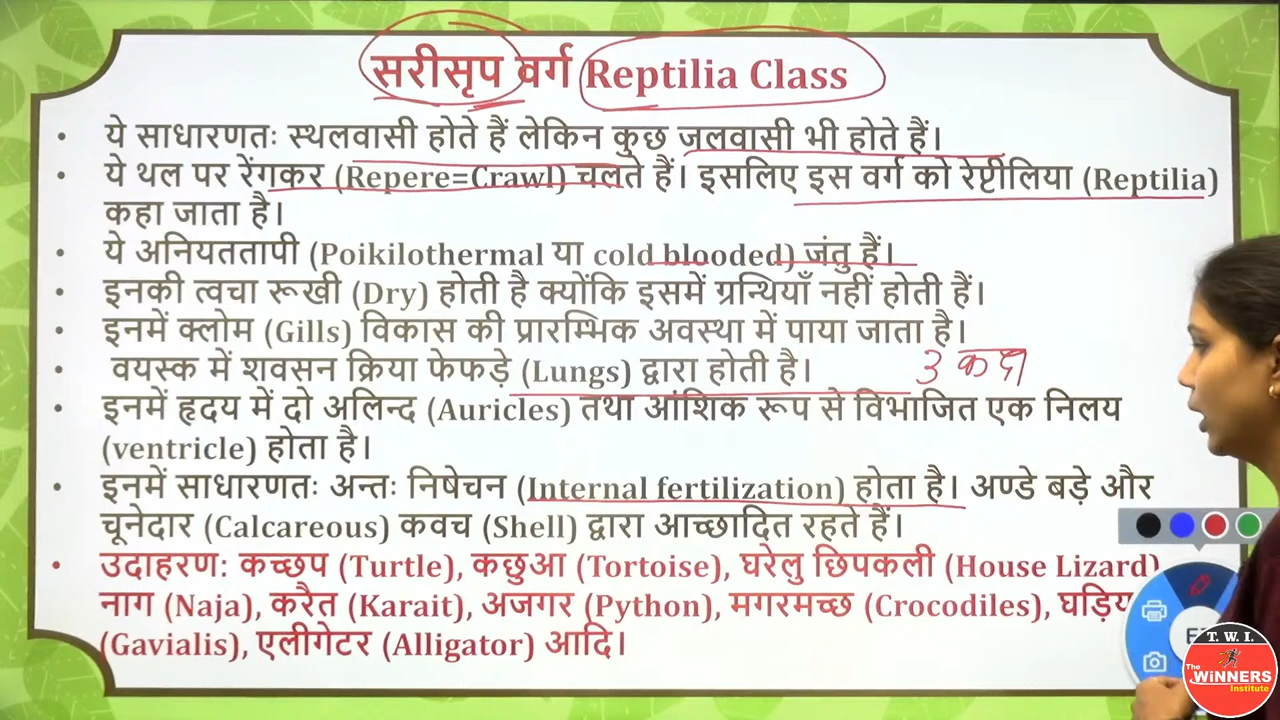 सरीसृप वर्ग Reptilia Class
• ये साधारणतः स्थलवासी होते हैं लेकिन कुछ जलवासी भी होते हैं।
• ये थल पर रेंगकर (Repere=Crawl) चलते हैं। इसलिए इस वर्ग को रेप्टीलिया (Reptilia)
कहा जाता है।
• ये अनियततापी (Poikilothermal या cold blooded) जंतु हैं।
• इनकी त्वचा रूखी (Dry) होती है क्योंकि इसमें ग्रन्थियाँ नहीं होती हैं।
• इनमें क्लोम (Gills) विकास की प्रारम्भिक अवस्था में पाया जाता है।
• वयस्क में शवसन क्रिया फेफड़े (Lungs) द्वारा होती है।
3 कक्ष
• इनमें हृदय में दो अलिन्द (Auricles) तथा आंशिक रूप से विभाजित एक निलय
(ventricle) होता है।
• इनमें साधारणतः अन्तः निषेचन (Internal fertilization) होता है। अण्डे बड़े और
चूनेदार (Calcareous) कवच (Shell) द्वारा आच्छादित रहते हैं।
• उदाहरण: कच्छप (Turtle), कछुआ (Tortoise), घरेलु छिपकली (House Lizard)
नाग (Naja), करैत (Karait), अजगर (Python), मगरमच्छ (Crocodiles),
(Gavialis), एलीगेटर (Alligator) आदि।
T. W. I.
The
WiNNERS
Institute